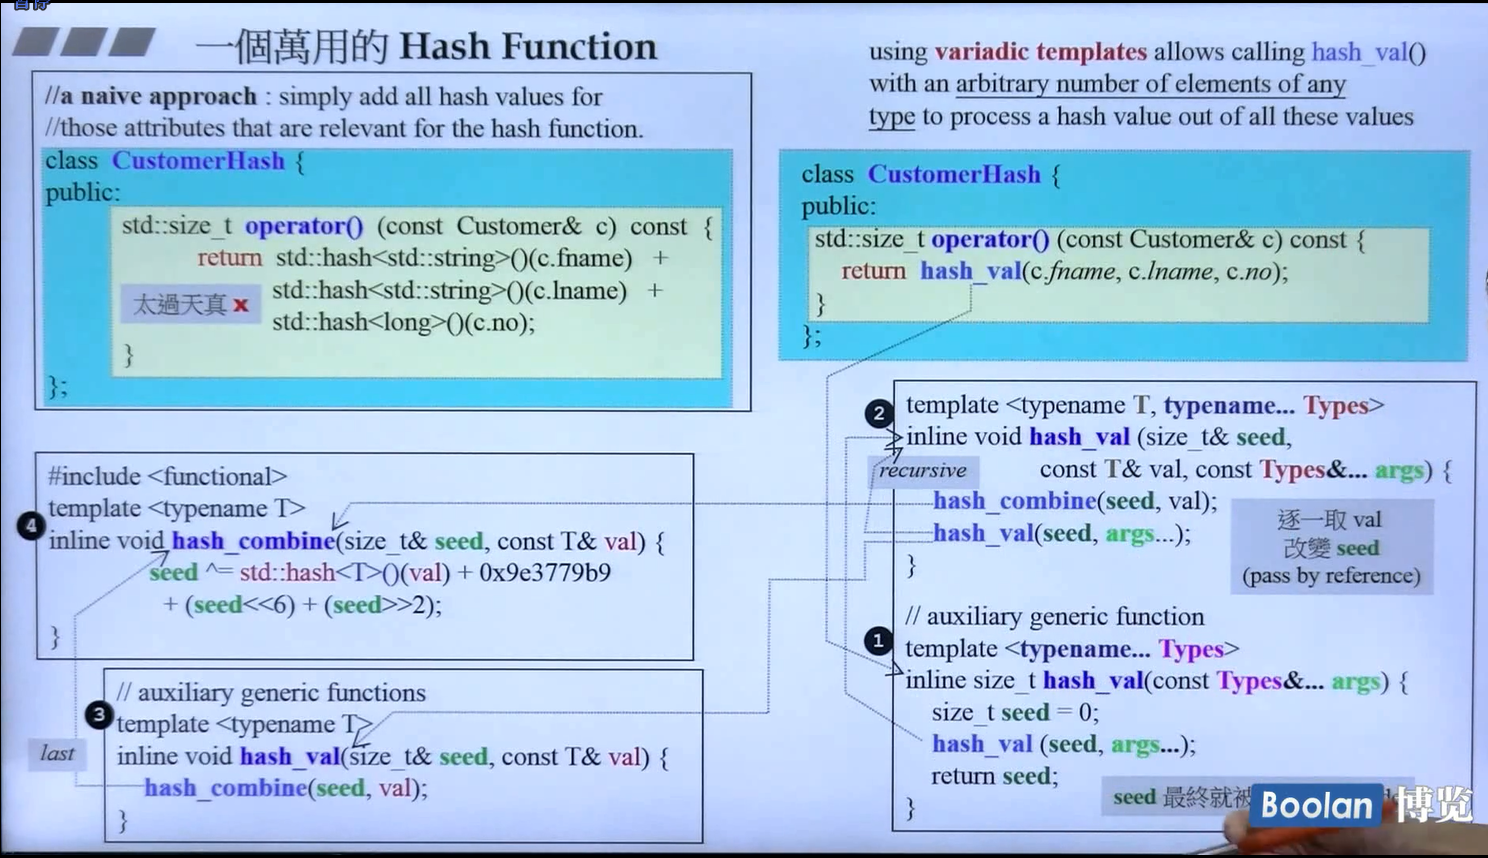 暂停
一個萬用的 Hash Function
//a naive approach : simply add all hash values for
//those attributes that are relevant for the hash function.
class CustomerHash {
public:
std::size_t operator() (const Customer& c) const {
return std::hash<std::string>()(c.fname) +
std::hash<std::string>()(c.lname) +
太過天真 x
std::hash<long>()(c.no);
}
};
using variadic templates allows calling hash_val()
with an arbitrary number of elements of any
type to process a hash value out of all these values
class CustomerHash {
public:
std::size_t operator() (const Customer& c) const {
return hash_val(c.fname, c.lname, c.no);
}
};
2
template <typename T, typename... Types>
inline void hash_val (size_t& seed,
recursive
const T& val, const Types&... args) {
hash_combine(seed, val);
hash_val(seed, args...);
}
逐一取 val
改變 seed
(pass by reference)
// auxiliary generic function
1
template <typename... Types>
inline size_t hash_val(const Types&... args) {
size_t seed = 0;
hash_val (seed, args...);
return seed;
}
seed 最終就被
#include <functional>
template <typename T>
4
inline void hash_combine(size_t& seed, const T& val) {
seed ^= std::hash<T>()(val) + 0x9e3779b9
+ (seed<<6) + (seed>>2);
}
// auxiliary generic functions
3
template <typename T>
inline void hash_val(size_t& seed, const T& val) {
last
hash_combine(seed, val);
}
Boolan 博览